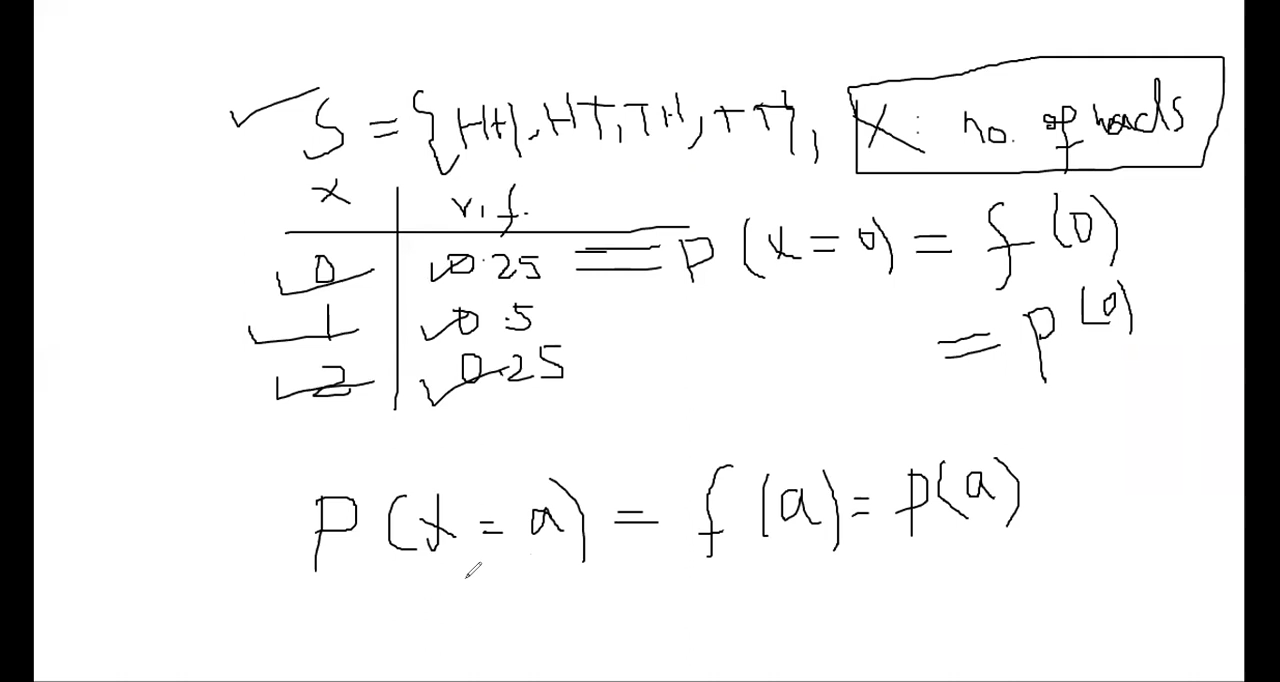 S = {HH, HT, TH, TT}, X: no. of heads
x r.f.
0 0.25 = P(x = 0) = f(0)
= p(0)
1 0.5
2 0.25
P(x = a) = f(a) = p(a)